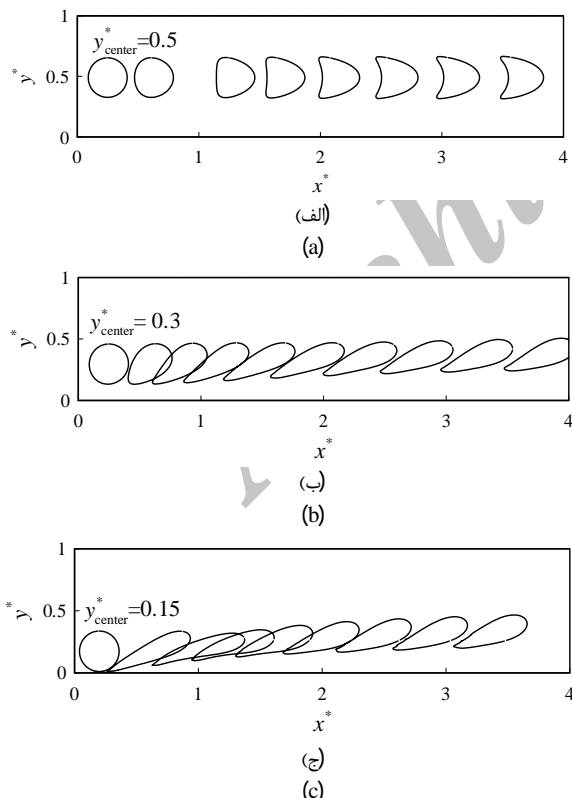 1
y*center=0.5
y*
0.5
0
0 1 2 3 4
x*
(الف)
(a)
1
y*center= 0.3
y*
0.5
0
0 1 2 3 4
x*
(ب)
(b)
1
y*center=0.15
y*
0.5
0
0 1 2 3 4
x*
(ج)
(c)